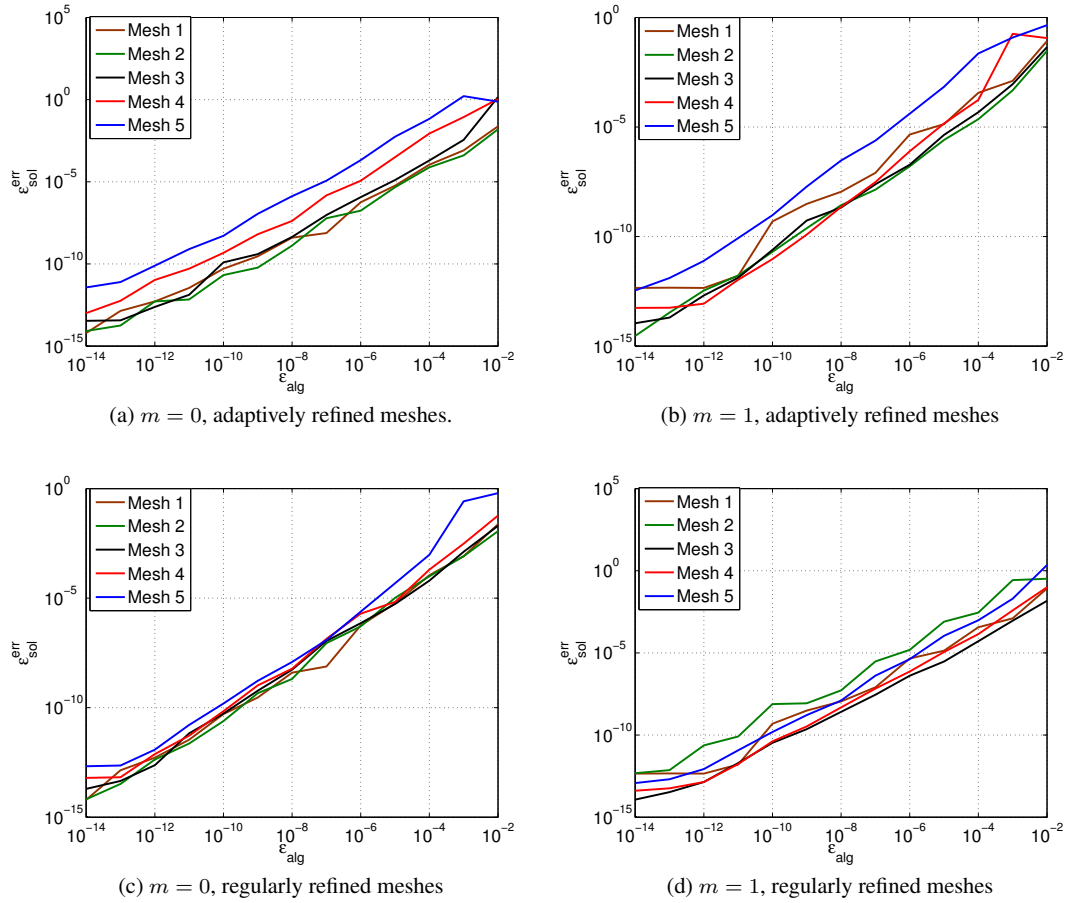 10^5
10^0
10^-5
10^-10
10^-15
ε_sol^err
Mesh 1
Mesh 2
Mesh 3
Mesh 4
Mesh 5
10^-14
10^-12
10^-10
10^-8
10^-6
10^-4
10^-2
ε_alg
(a) m = 0, adaptively refined meshes.
10^0
10^-5
10^-10
10^-15
ε_sol^err
Mesh 1
Mesh 2
Mesh 3
Mesh 4
Mesh 5
10^-14
10^-12
10^-10
10^-8
10^-6
10^-4
10^-2
ε_alg
(b) m = 1, adaptively refined meshes
10^0
10^-5
10^-10
10^-15
ε_sol^err
Mesh 1
Mesh 2
Mesh 3
Mesh 4
Mesh 5
10^-14
10^-12
10^-10
10^-8
10^-6
10^-4
10^-2
ε_alg
(c) m = 0, regularly refined meshes
10^5
10^0
10^-5
10^-10
10^-15
ε_sol^err
Mesh 1
Mesh 2
Mesh 3
Mesh 4
Mesh 5
10^-14
10^-12
10^-10
10^-8
10^-6
10^-4
10^-2
ε_alg
(d) m = 1, regularly refined meshes